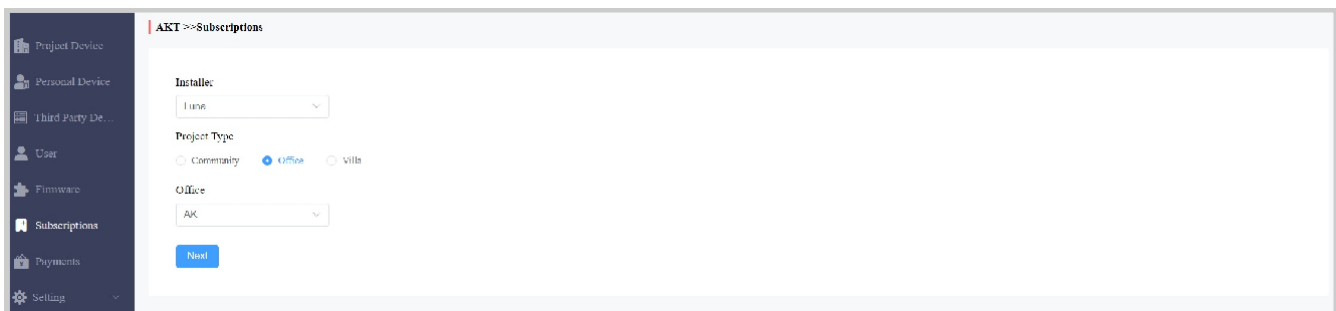 AKT >>Subscriptions
Project Device
Personal Device
Third Party De...
User
Firmware
Subscriptions
Payments
Setting
Installer
Luna
Project Type
Community
Office
Villa
Office
AK
Next